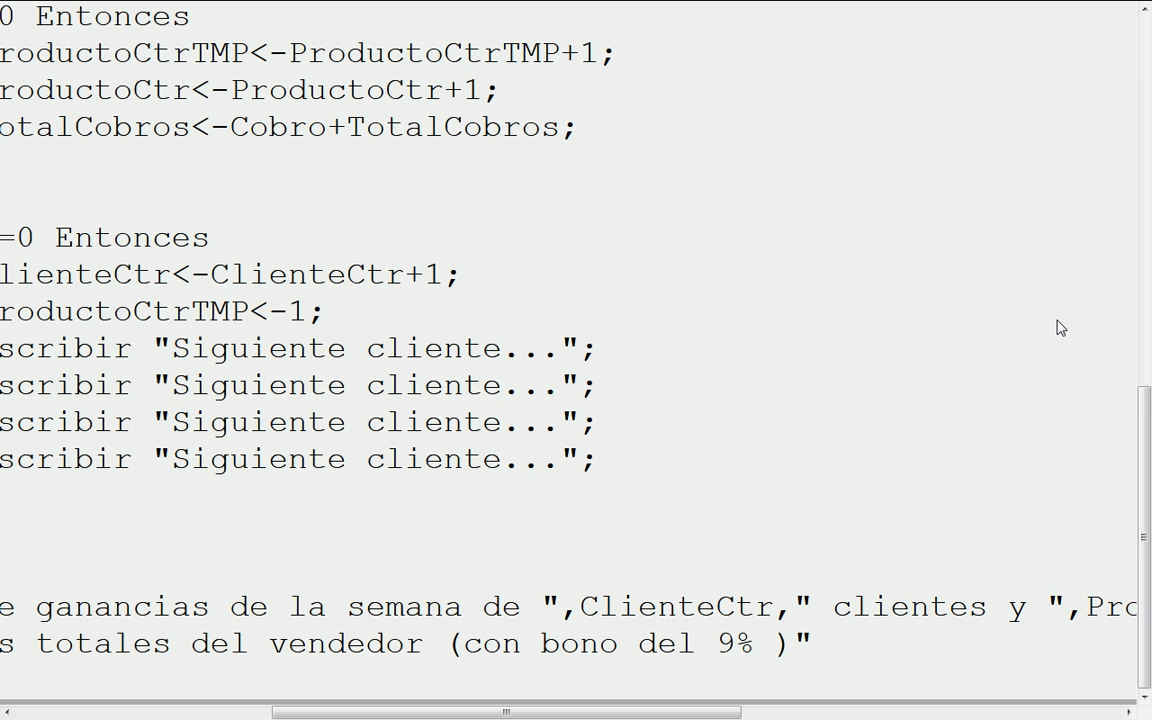 0 Entonces
roductoCtrTMP<-ProductoCtrTMP+1;
roductoCtr<-ProductoCtr+1;
otalCobros<-Cobro+TotalCobros;
=0 Entonces
lienteCtr<-ClienteCtr+1;
roductoCtrTMP<-1;
scribir "Siguiente cliente...";
scribir "Siguiente cliente...";
scribir "Siguiente cliente...";
scribir "Siguiente cliente...";
e ganancias de la semana de ",ClienteCtr," clientes y ",Pro
s totales del vendedor (con bono del 9% )"